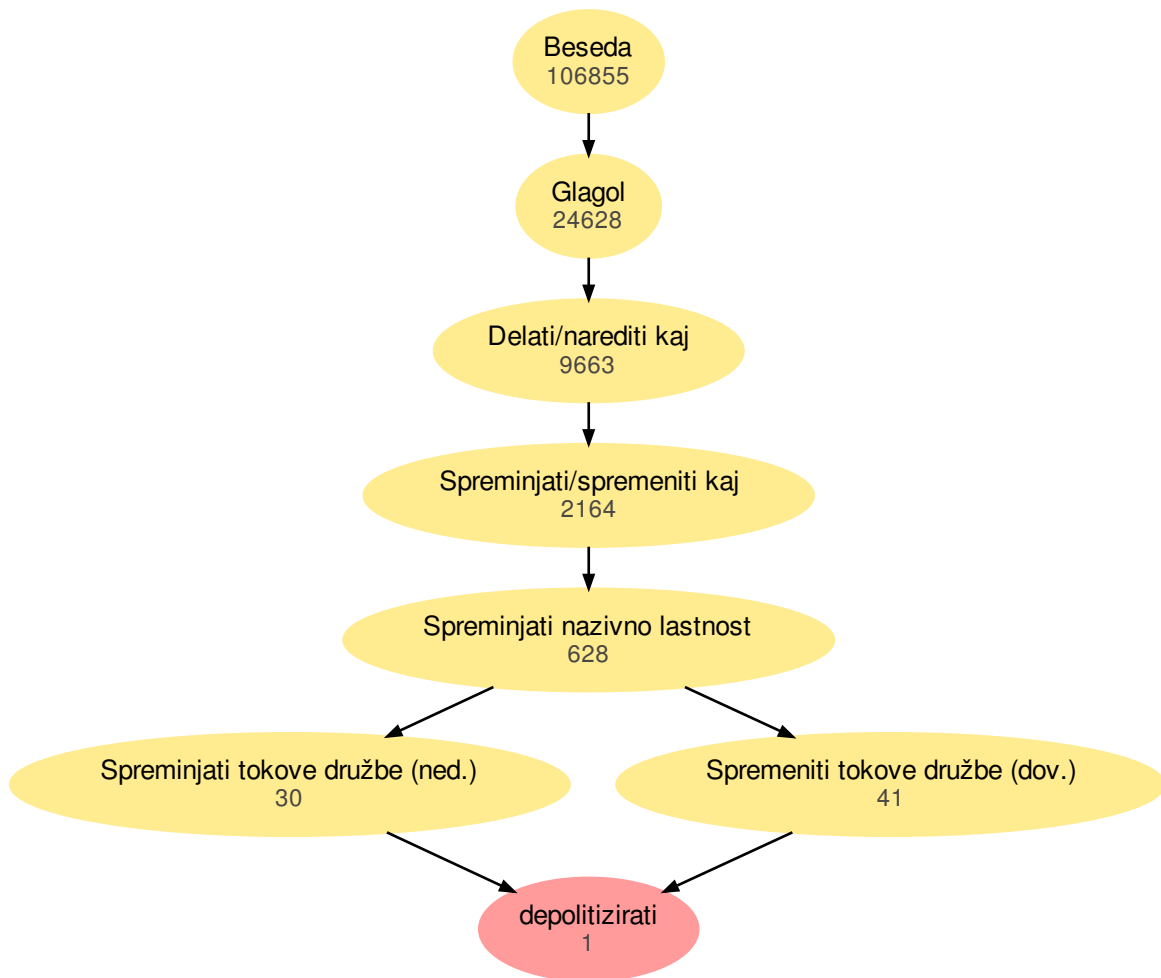 Beseda
106855
Glagol
24628
Delati/narediti kaj
9663
Spreminjati/spremeniti kaj
2164
Spreminjati nazivno lastnost
628
Spreminjati tokove družbe (ned.)
30
Spremeniti tokove družbe (dov.)
41
depolitizirati
1